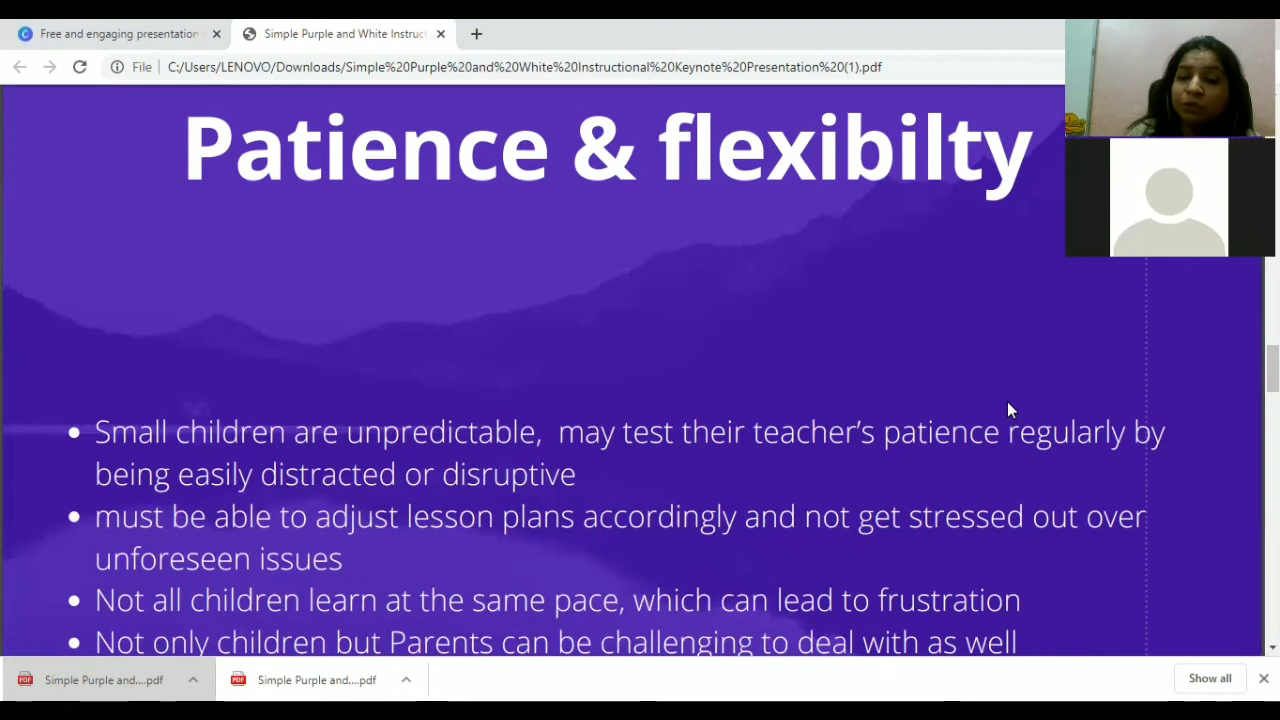 Free and engaging presentation
Simple Purple and White Instruc
File
C:/Users/LENOVO/Downloads/Simple%20Purple%20and%20White%20Instructional%20Keynote%20Presentation%20(1).pdf
Patience & flexibilty
• Small children are unpredictable,  may test their teacher’s patience regularly by
being easily distracted or disruptive
• must be able to adjust lesson plans accordingly and not get stressed out over
unforeseen issues
• Not all children learn at the same pace, which can lead to frustration
• Not only children but Parents can be challenging to deal with as well
PDF Simple Purple and....pdf
PDF Simple Purple and....pdf
Show all